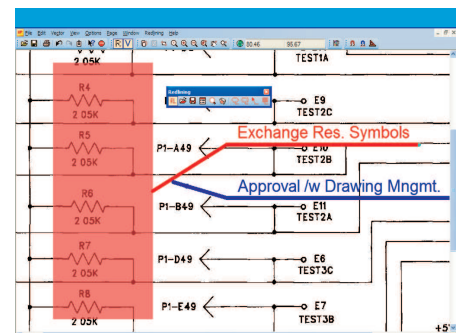 File Edit Vector View Options Page Window Redlining Help
R V 80.46 95.67
2 05K
TEST1A
Redlining
R4
2 05K
E9
TEST2C
Exchange Res. Symbols
R5
2 05K
P1-A49
E10
TEST2B
Approval /w Drawing Mngmt.
R6
2 05K
P1-B49
E11
TEST2A
R7
2 05K
P1-D49
E6
TEST3C
R8
2 05K
P1-E49
E7
TEST3B